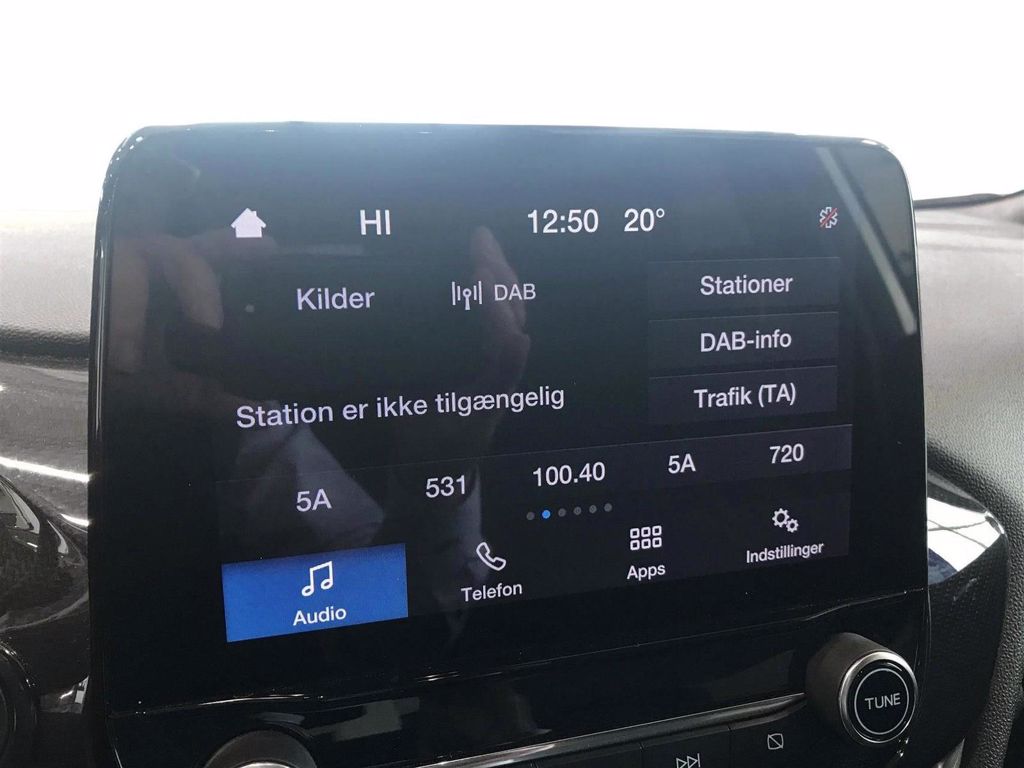 HI 12:50 20°
Kilder DAB Stationer
DAB-info
Station er ikke tilgængelig Trafik (TA)
5A 531 100.40 5A 720
Audio Telefon Apps Indstillinger
TUNE